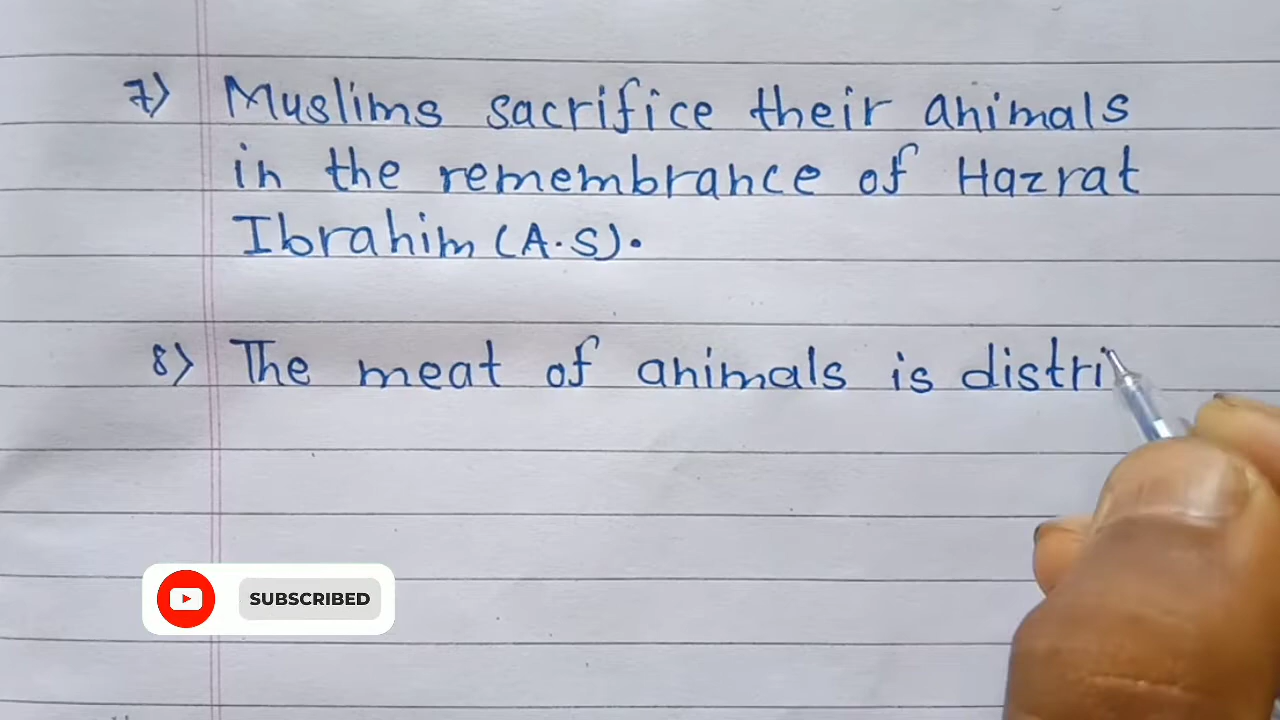 7) Muslims sacrifice their animals
in the remembrance of Hazrat
Ibrahim (A.S).
8) The meat of animals is distri
SUBSCRIBED